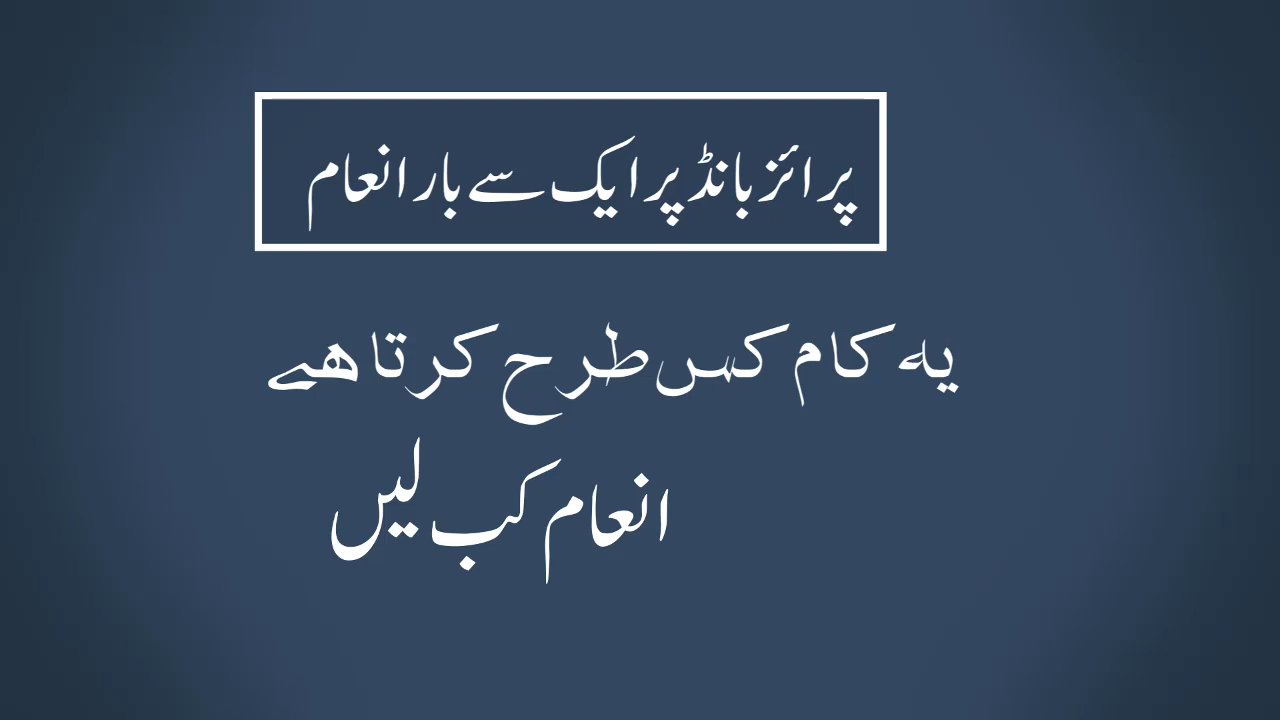 پرائز بانڈ پر ایک سے بار انعام
یہ کام کس طرح کرتا ھے
انعام کب لیں